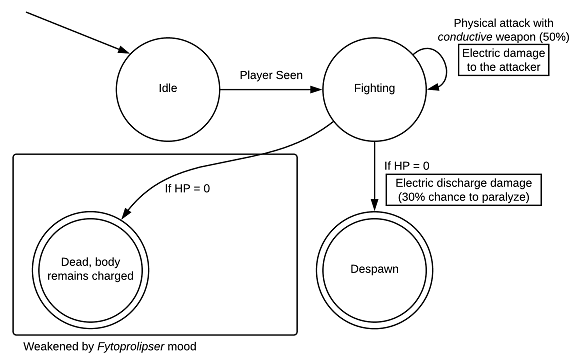 Physical attack with
conductive weapon (50%)
Electric damage
to the attacker
Player Seen
Idle
Fighting
If HP = 0
Electric discharge damage
(30% chance to paralyze)
If HP = 0
Dead, body
remains charged
Despawn
Weakened by Fytoprolipser mood